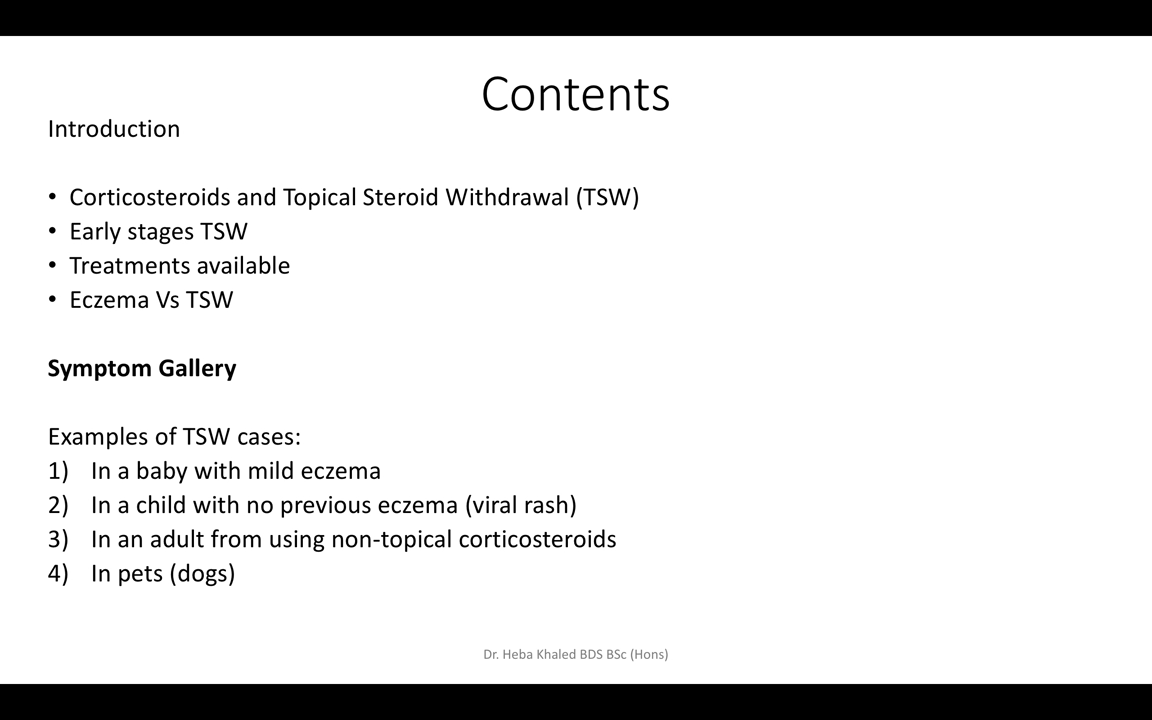 Contents
Introduction
• Corticosteroids and Topical Steroid Withdrawal (TSW)
• Early stages TSW
• Treatments available
• Eczema Vs TSW
Symptom Gallery
Examples of TSW cases:
1) In a baby with mild eczema
2) In a child with no previous eczema (viral rash)
3) In an adult from using non-topical corticosteroids
4) In pets (dogs)
Dr. Heba Khaled BDS BSc (Hons)